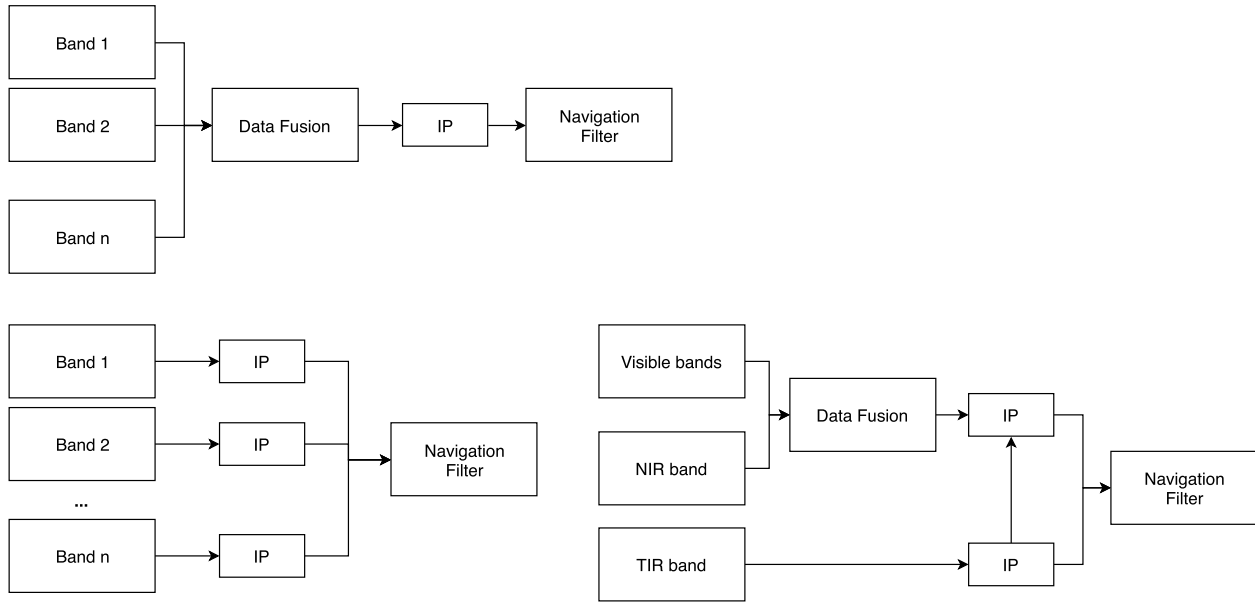 Band 1
Band 2
Band n
Data Fusion
IP
Navigation
Filter
Band 1
Band 2
...
Band n
IP
IP
IP
Navigation
Filter
Visible bands
NIR band
TIR band
Data Fusion
IP
IP
Navigation
Filter